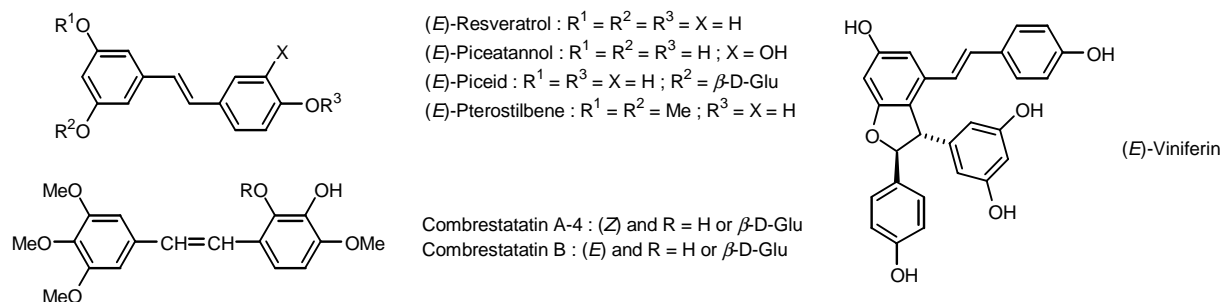 R¹O
X
OR³
R²O
(E)-Resveratrol : R¹ = R² = R³ = X = H
(E)-Piceatannol : R¹ = R² = R³ = H ; X = OH
(E)-Piceid : R¹ = R³ = X = H ; R² = β-D-Glu
(E)-Pterostilbene : R¹ = R² = Me ; R³ = X = H
HO
OH
O
OH
OH
OH
(E)-Viniferin
MeO
MeO
MeO
RO
OH
OMe
Combrestatatin A-4 : (Z) and R = H or β-D-Glu
Combrestatatin B : (E) and R = H or β-D-Glu